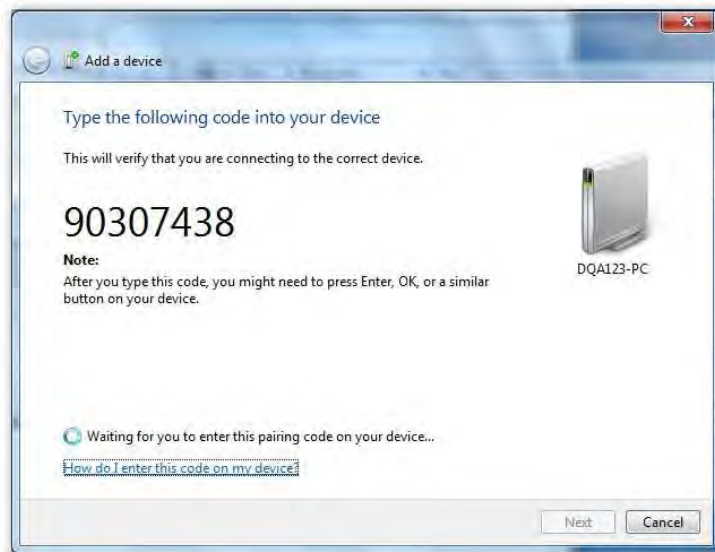 Add a device
Type the following code into your device
This will verify that you are connecting to the correct device.
90307438
DQA123-PC
Note:
After you type this code, you might need to press Enter, OK, or a similar
button on your device.
Waiting for you to enter this pairing code on your device...
How do I enter this code on my device?
Next
Cancel